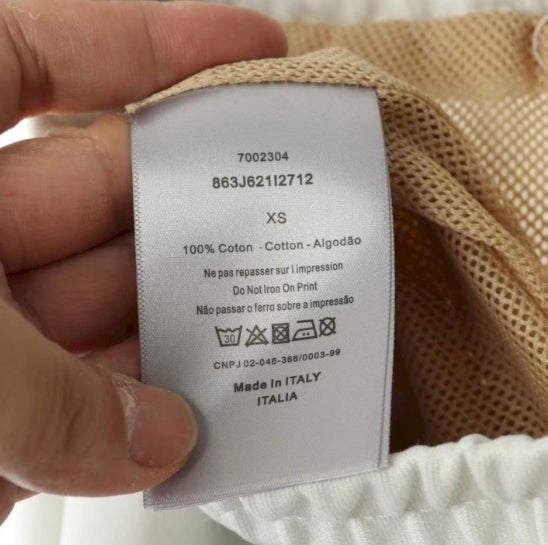 7002304
863J621I2712
XS
100% Coton - Cotton - Algodão
Ne pas repasser sur l impression
Do Not Iron On Print
Não passar o ferro sobre a impressão
30
CNPJ 02-046-366/0003-99
Made In ITALY
ITALIA